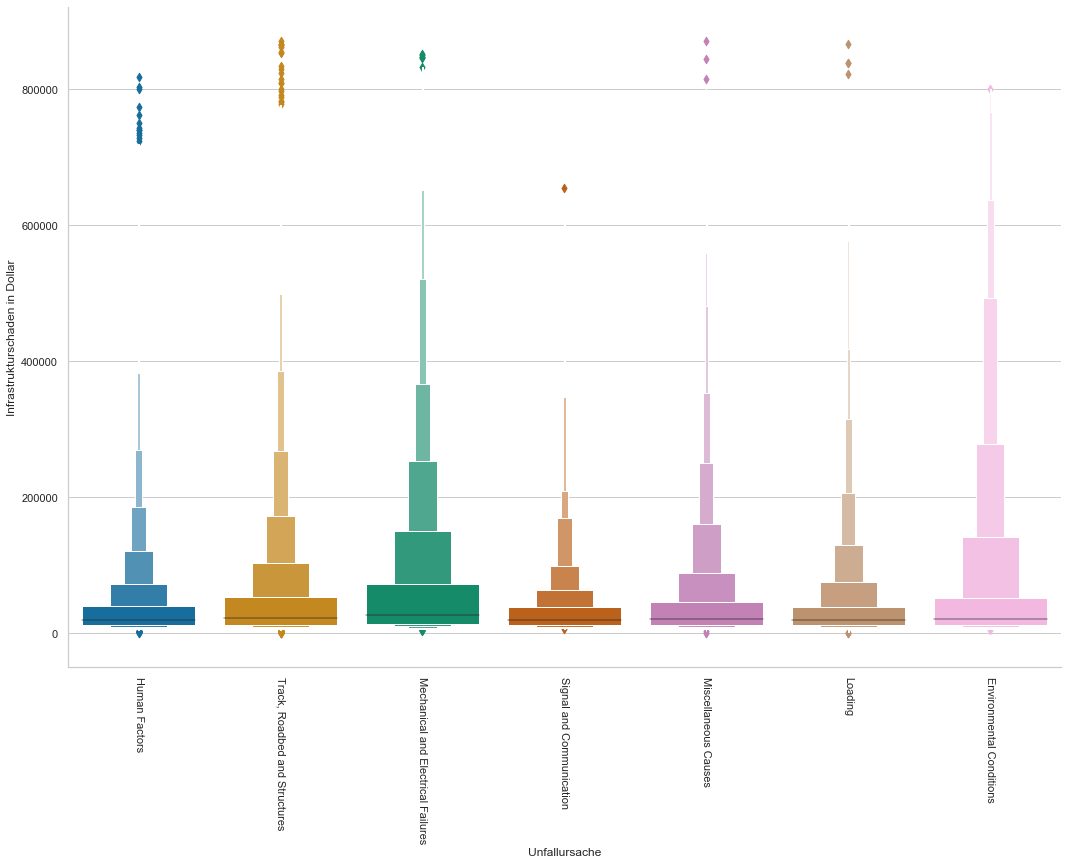 Infrastrukturschaden in Dollar
800000
600000
400000
200000
0
Human Factors
Track, Roadbed and Structures
Mechanical and Electrical Failures
Signal and Communication
Miscellaneous Causes
Loading
Environmental Conditions
Unfallursache